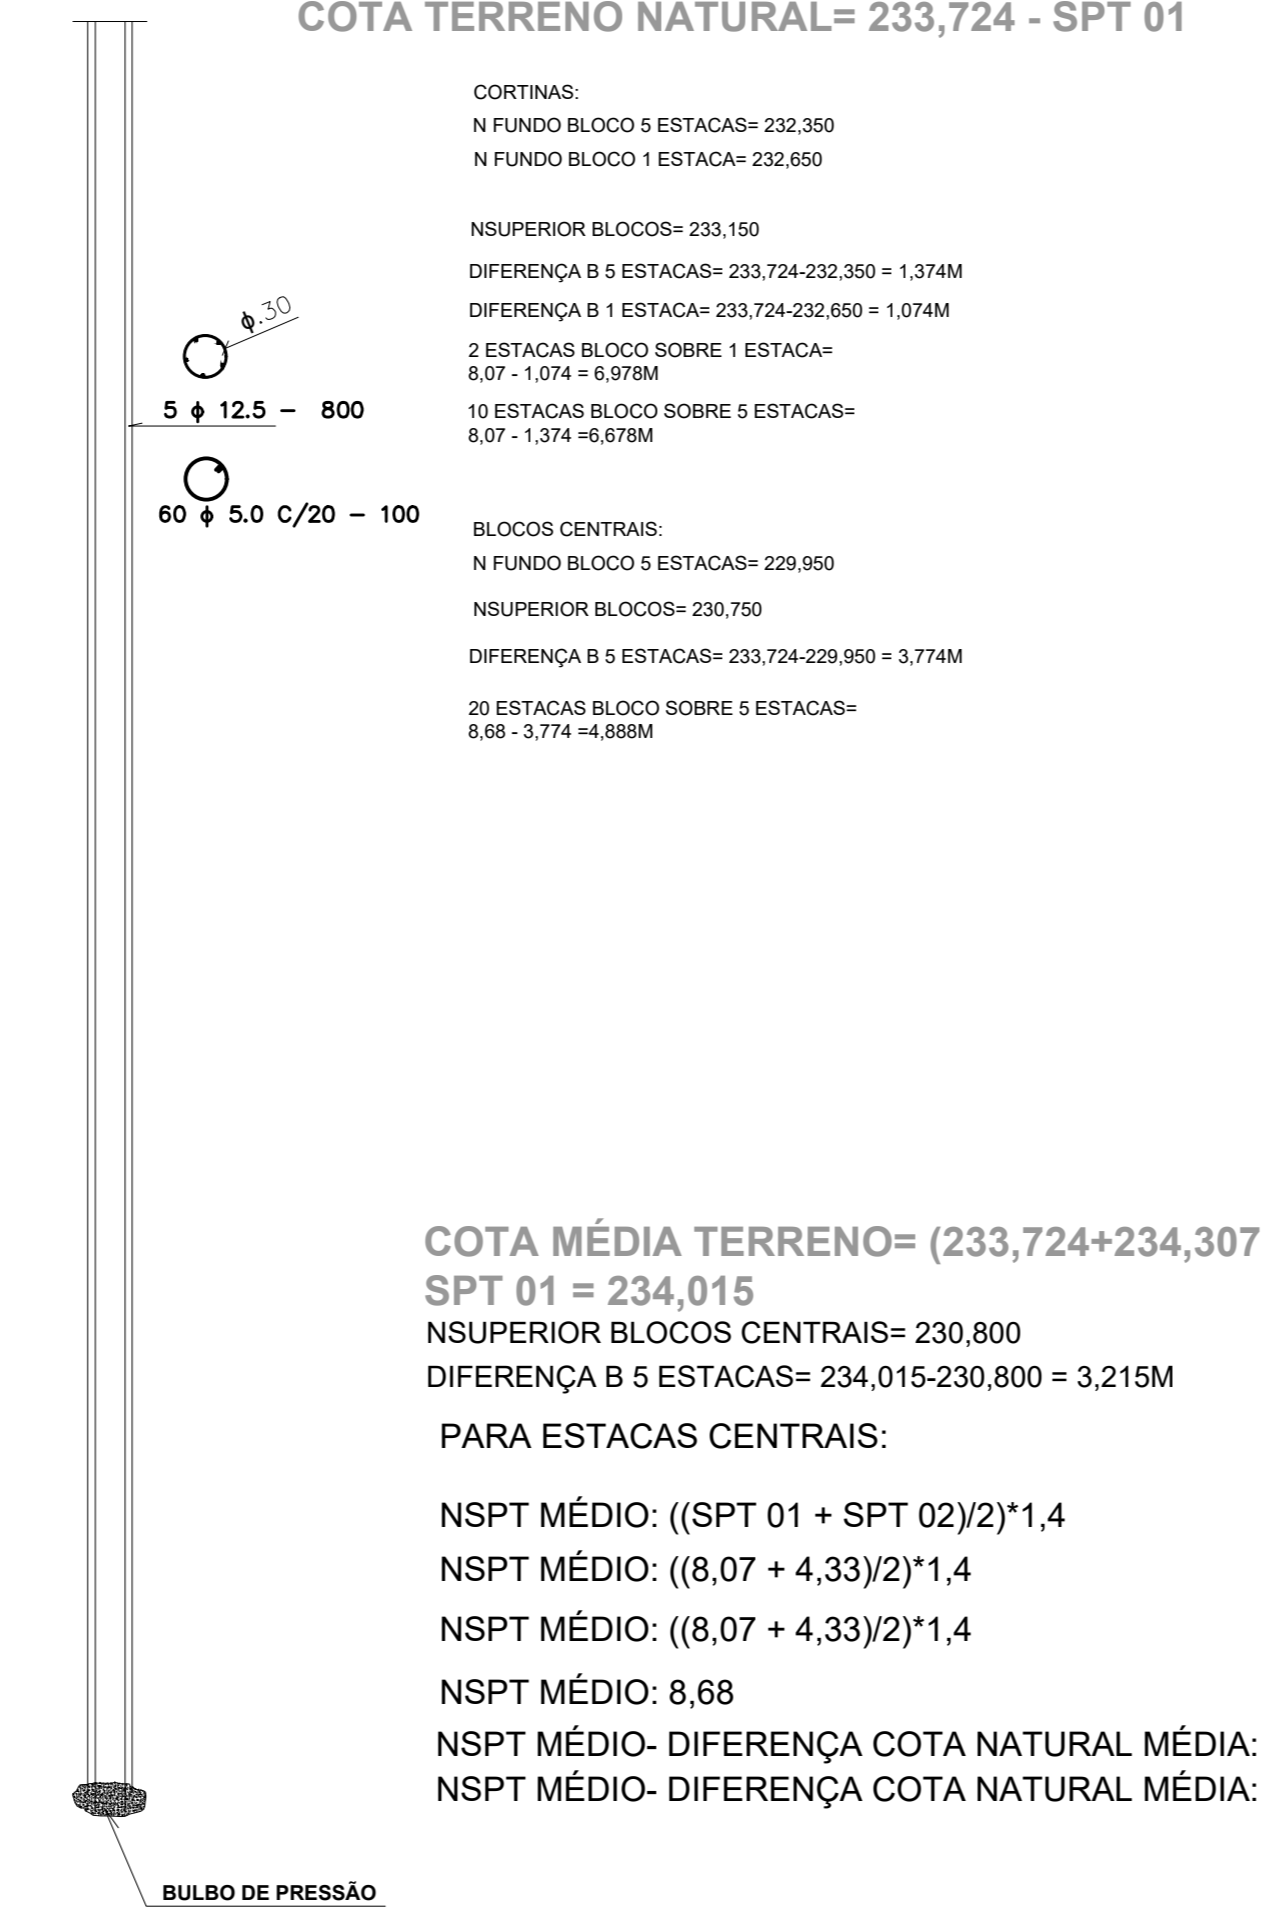 COTA TERRENO NATURAL= 233,724 - SPT 01
CORTINAS:
N FUNDO BLOCO 5 ESTACAS= 232,350
N FUNDO BLOCO 1 ESTACA= 232,650
NSUPERIOR BLOCOS= 233,150
DIFERENÇA B 5 ESTACAS= 233,724-232,350 = 1,374M
DIFERENÇA B 1 ESTACA= 233,724-232,650 = 1,074M
2 ESTACAS BLOCO SOBRE 1 ESTACA=
8,07 - 1,074 = 6,978M
10 ESTACAS BLOCO SOBRE 5 ESTACAS=
8,07 - 1,374 =6,678M
ϕ.30
5 ϕ 12.5 – 800
60 ϕ 5.0 C/20 – 100
BLOCOS CENTRAIS:
N FUNDO BLOCO 5 ESTACAS= 229,950
NSUPERIOR BLOCOS= 230,750
DIFERENÇA B 5 ESTACAS= 233,724-229,950 = 3,774M
20 ESTACAS BLOCO SOBRE 5 ESTACAS=
8,68 - 3,774 =4,888M
COTA MÉDIA TERRENO= (233,724+234,307
SPT 01 = 234,015
NSUPERIOR BLOCOS CENTRAIS= 230,800
DIFERENÇA B 5 ESTACAS= 234,015-230,800 = 3,215M
PARA ESTACAS CENTRAIS:
NSPT MÉDIO: ((SPT 01 + SPT 02)/2)*1,4
NSPT MÉDIO: ((8,07 + 4,33)/2)*1,4
NSPT MÉDIO: ((8,07 + 4,33)/2)*1,4
NSPT MÉDIO: 8,68
NSPT MÉDIO- DIFERENÇA COTA NATURAL MÉDIA:
NSPT MÉDIO- DIFERENÇA COTA NATURAL MÉDIA:
BULBO DE PRESSÃO